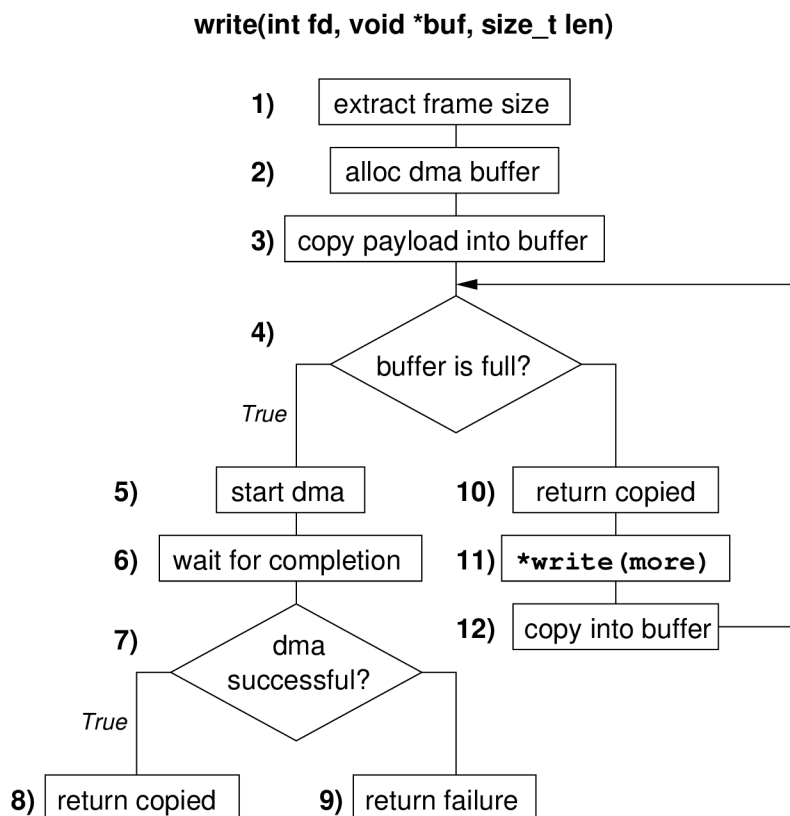 write(int fd, void *buf, size_t len)
1) extract frame size
2) alloc dma buffer
3) copy payload into buffer
4) buffer is full?
True
5) start dma
10) return copied
6) wait for completion
11) *write(more)
12) copy into buffer
7) dma
successful?
True
8) return copied
9) return failure